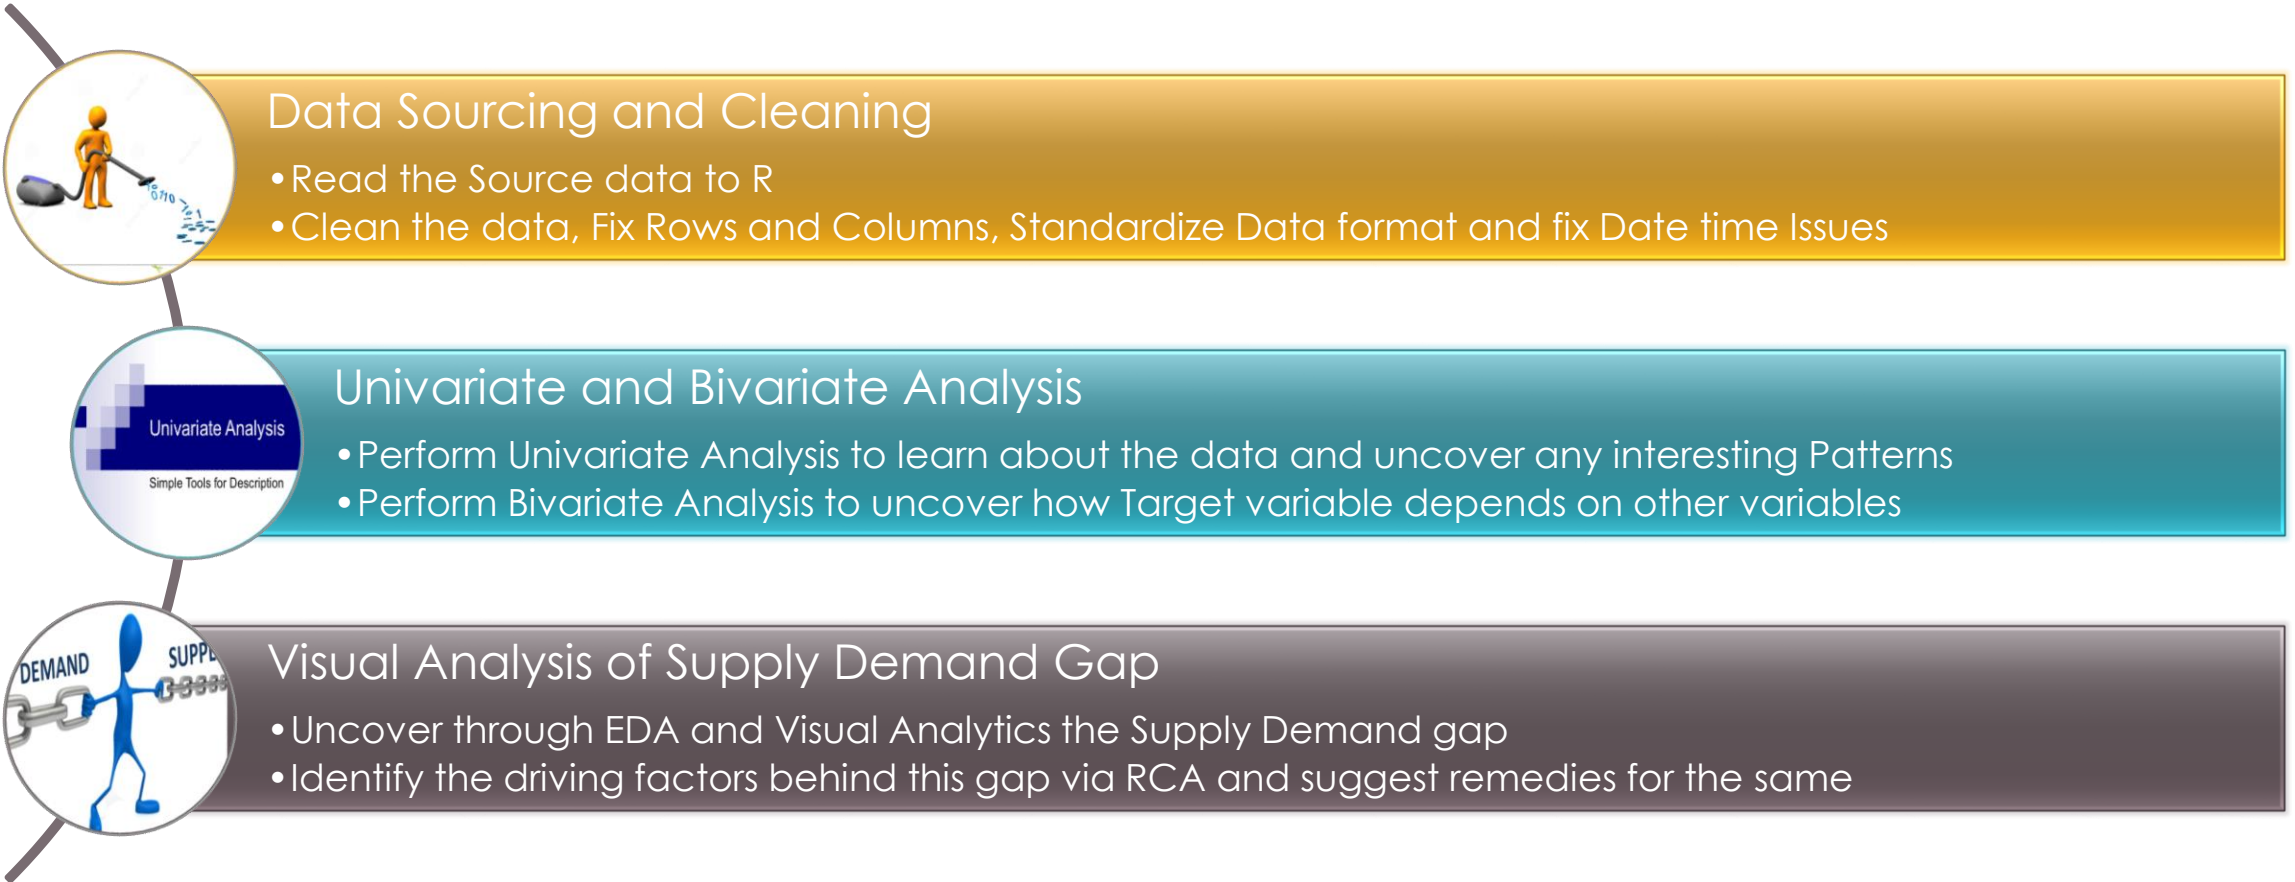 Data Sourcing and Cleaning
•Read the Source data to R
•Clean the data, Fix Rows and Columns, Standardize Data format and fix Date time Issues
Univariate Analysis
Simple Tools for Description
Univariate and Bivariate Analysis
•Perform Univariate Analysis to learn about the data and uncover any interesting Patterns
•Perform Bivariate Analysis to uncover how Target variable depends on other variables
DEMAND
SUPPL
Visual Analysis of Supply Demand Gap
•Uncover through EDA and Visual Analytics the Supply Demand gap
•Identify the driving factors behind this gap via RCA and suggest remedies for the same